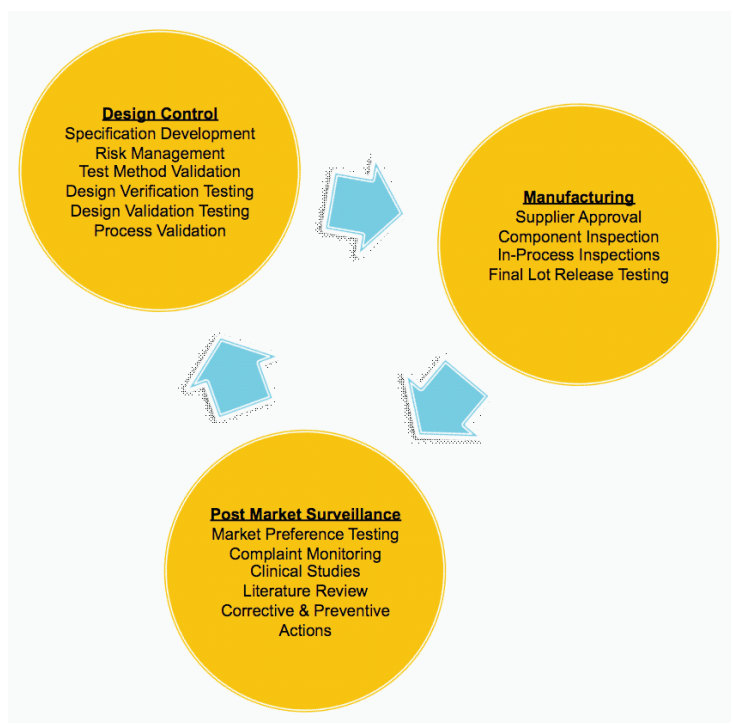 Design Control
Specification Development
Risk Management
Test Method Validation
Design Verification Testing
Design Validation Testing
Process Validation
Manufacturing
Supplier Approval
Component Inspection
In-Process Inspections
Final Lot Release Testing
Post Market Surveillance
Market Preference Testing
Complaint Monitoring
Clinical Studies
Literature Review
Corrective & Preventive
Actions